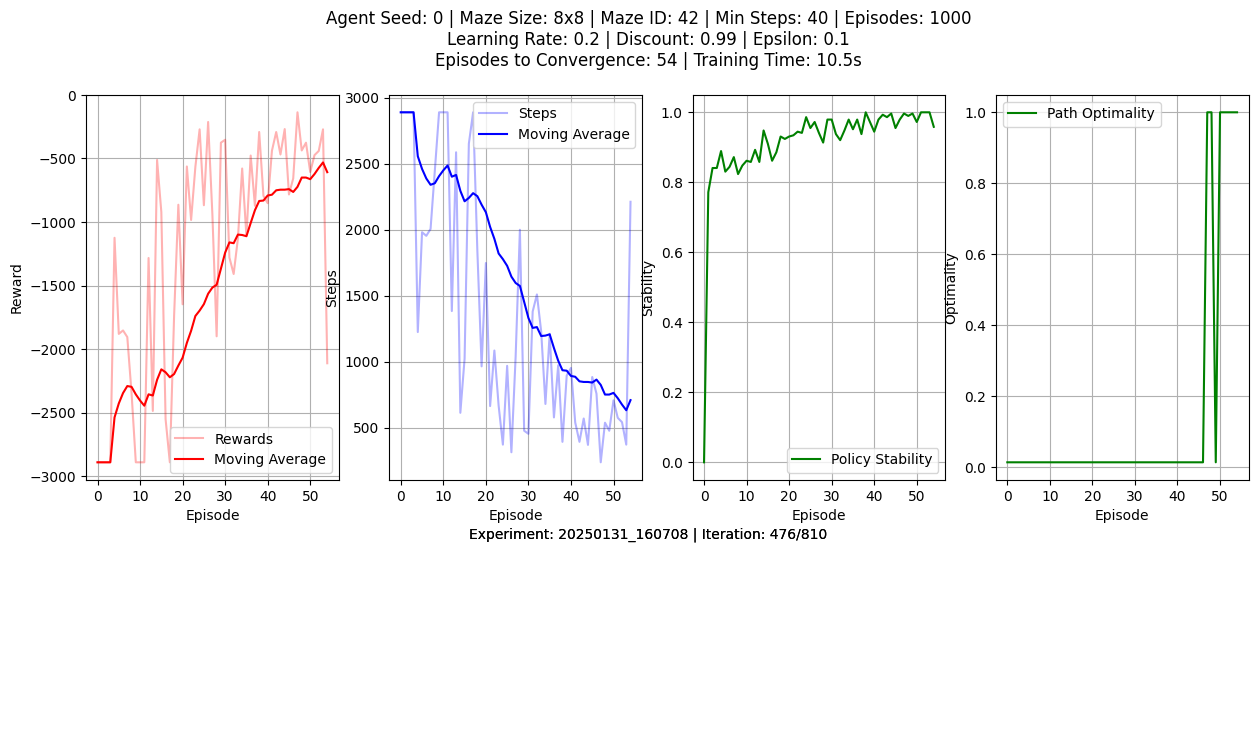 Agent Seed: 0 | Maze Size: 8x8 | Maze ID: 42 | Min Steps: 40 | Episodes: 1000
Learning Rate: 0.2 | Discount: 0.99 | Epsilon: 0.1
Episodes to Convergence: 54 | Training Time: 10.5s
0
−500
−1000
−1500
−2000
−2500
−3000
Reward
0 10 20 30 40 50
Episode
Rewards
Moving Average
3000
2500
2000
1500
1000
500
Steps
0 10 20 30 40 50
Episode
Steps
Moving Average
1.0
0.8
0.6
0.4
0.2
0.0
Stability
0 10 20 30 40 50
Episode
Policy Stability
1.0
0.8
0.6
0.4
0.2
0.0
Optimality
0 10 20 30 40 50
Episode
Path Optimality
Experiment: 20250131_160708 | Iteration: 476/810